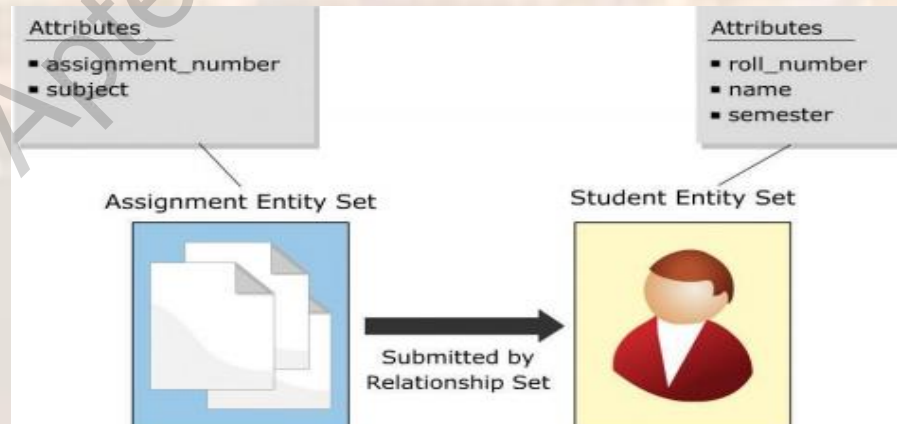 Attributes
▪ assignment_number
▪ subject
Attributes
▪ roll_number
▪ name
▪ semester
Assignment Entity Set
Student Entity Set
Submitted by
Relationship Set